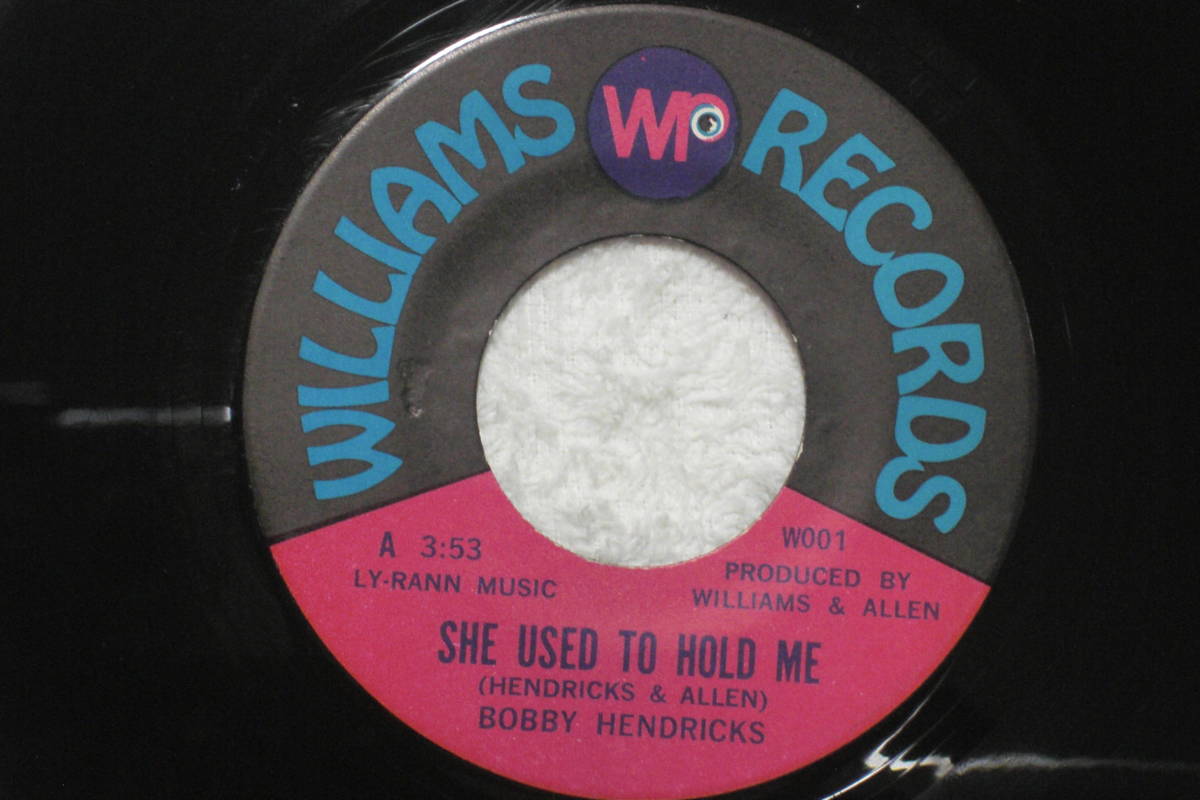 WILLIAMS WP RECORDS
A 3:53
LY-RANN MUSIC
W001
PRODUCED BY
WILLIAMS & ALLEN
SHE USED TO HOLD ME
(HENDRICKS & ALLEN)
BOBBY HENDRICKS